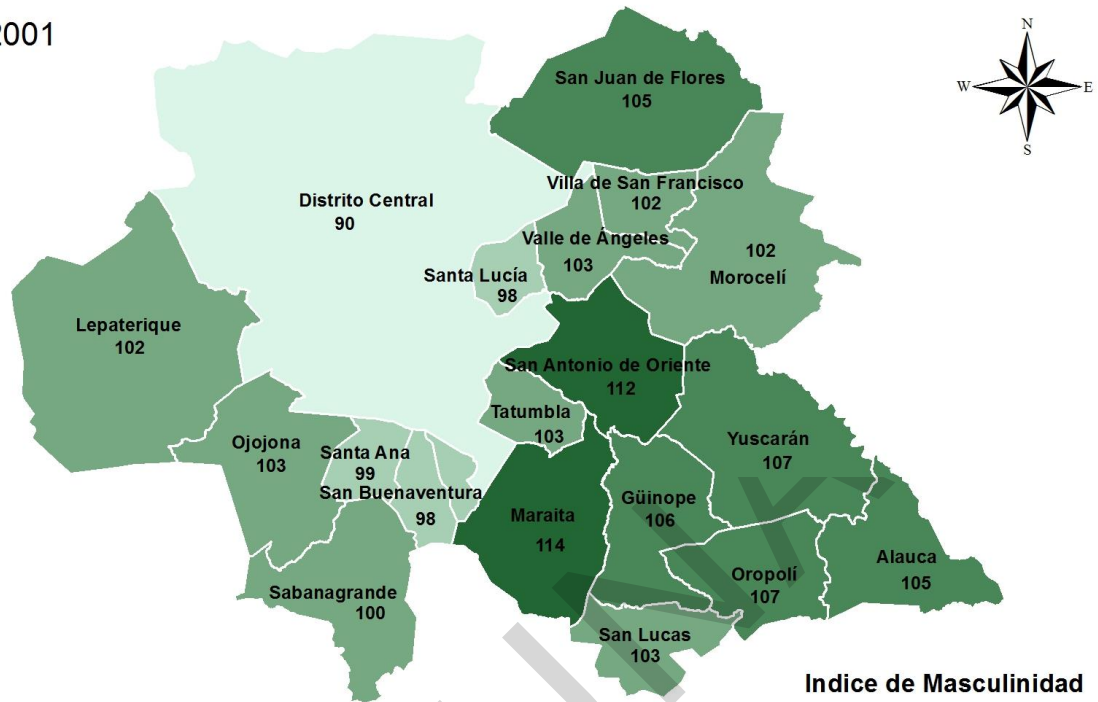 2001
N
W
E
S
San Juan de Flores
105
Villa de San Francisco
102
Distrito Central
90
Valle de Ángeles
103
102
Morocelí
Santa Lucía
98
Lepaterique
102
San Antonio de Oriente
112
Tatumbla
103
Ojojona
103
Santa Ana
99
San Buenaventura
98
Yuscarán
107
Güinope
106
Maraita
114
Alauca
105
Oropolí
107
Sabanagrande
100
San Lucas
103
Indice de Masculinidad